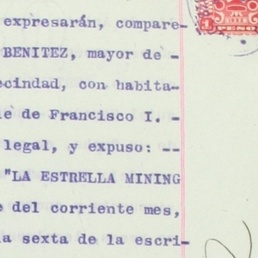 expresarán, compare-
BENITEZ, mayor de -
ecindad, con habita-
e de Francisco I. -
legal, y expuso: --
"LA ESTRELLA MINING
e del corriente mes,
a sexta de la escri-
PESO